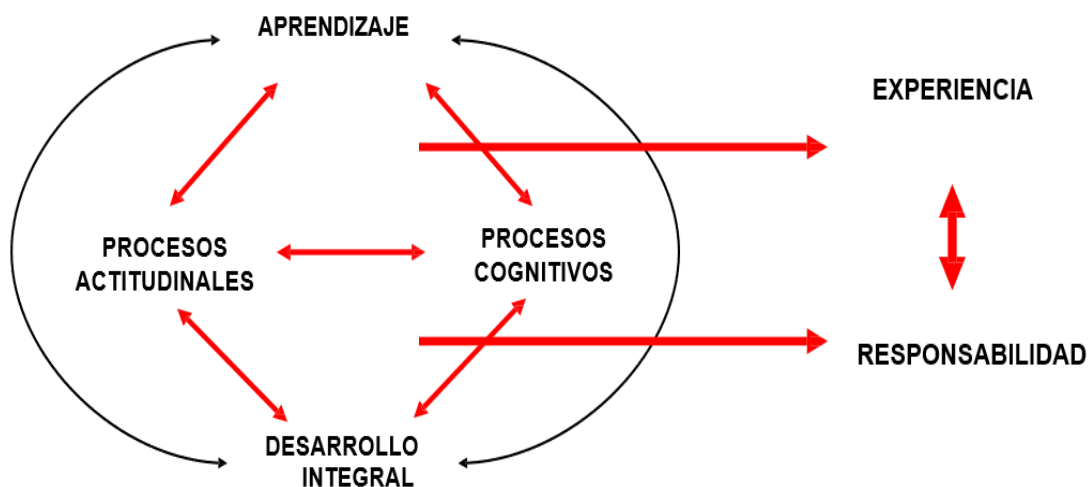 APRENDIZAJE
EXPERIENCIA
PROCESOS
ACTITUDINALES
PROCESOS
COGNITIVOS
RESPONSABILIDAD
DESARROLLO
INTEGRAL